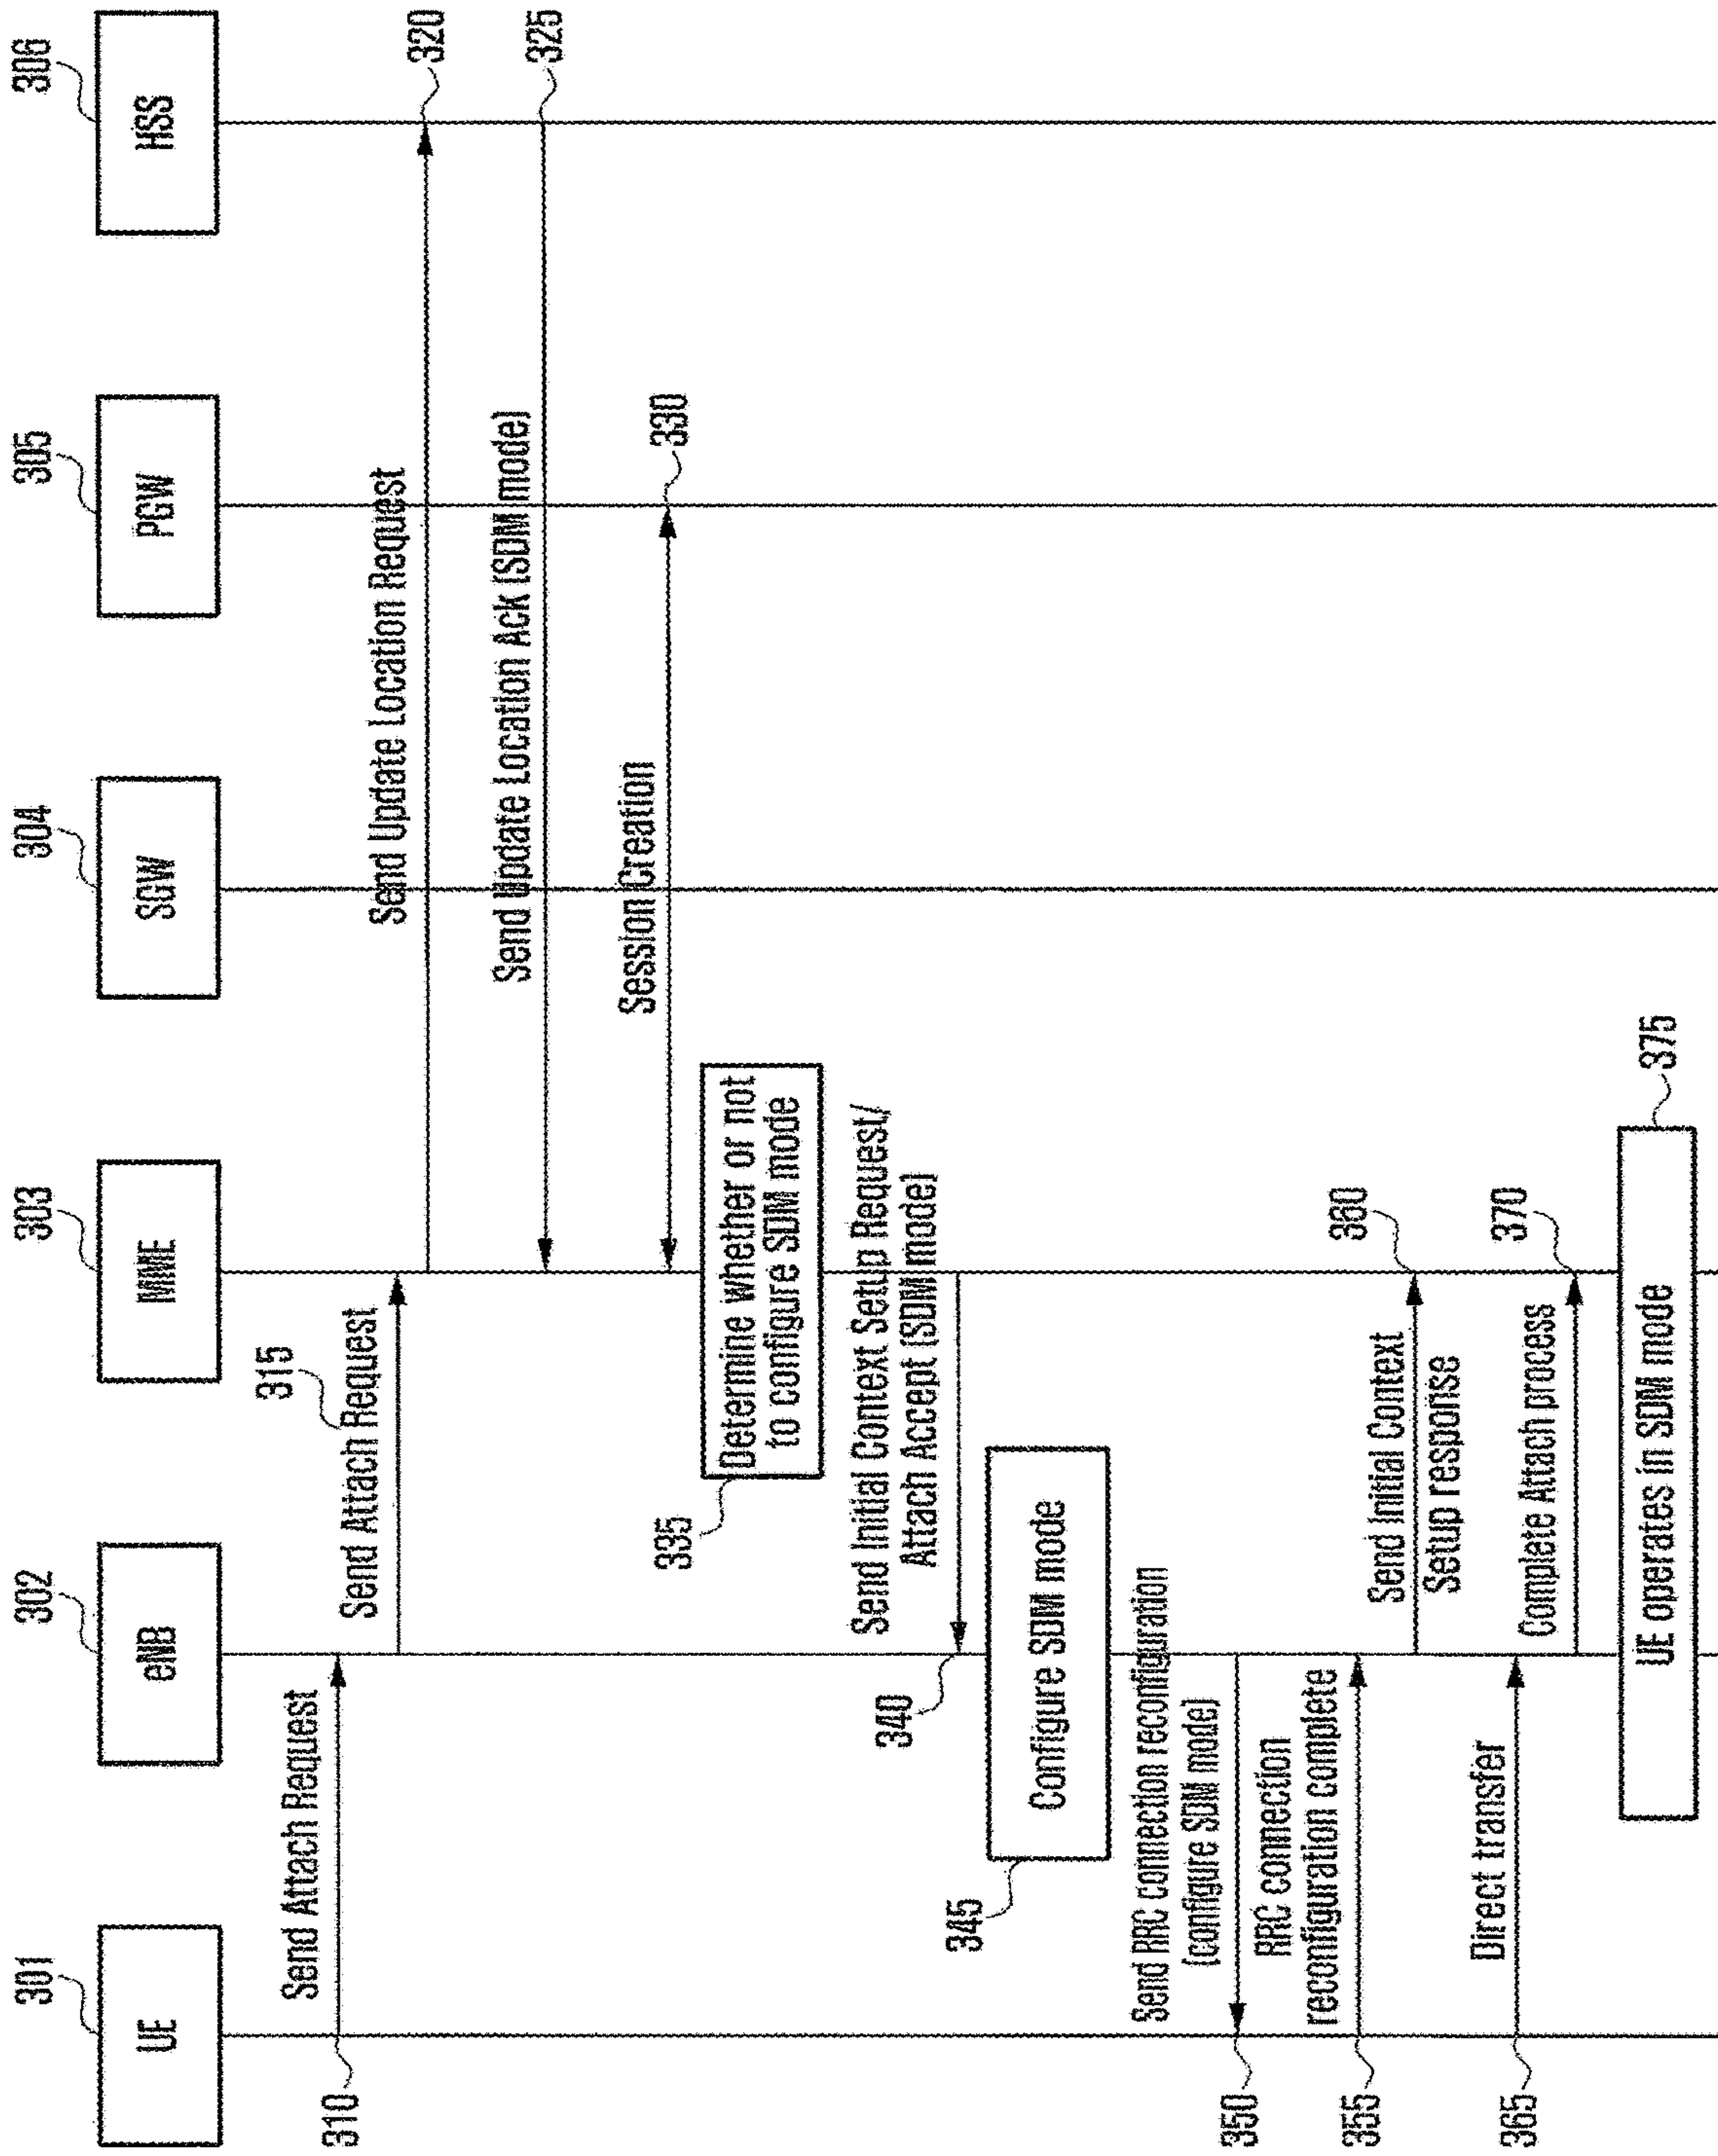 301
302
303
304
305
306
UE
eNB
MME
SGW
PGW
HSS
310
Send Attach Request
315
Send Attach Request
Send Update Location Request
320
Send Update Location Ack (SDM mode)
325
Session Creation
330
335
Determine whether or not
to configure SDM mode
Send Initial Context Setup Request/
Attach Accept (SDM mode)
340
345
Configure SDM mode
Send RRC connection reconfiguration
(configure SDM mode)
350
RRC connection
reconfiguration complete
355
Send Initial Context
Setup response
360
Direct transfer
365
Complete Attach process
370
UE operates in SDM mode
375